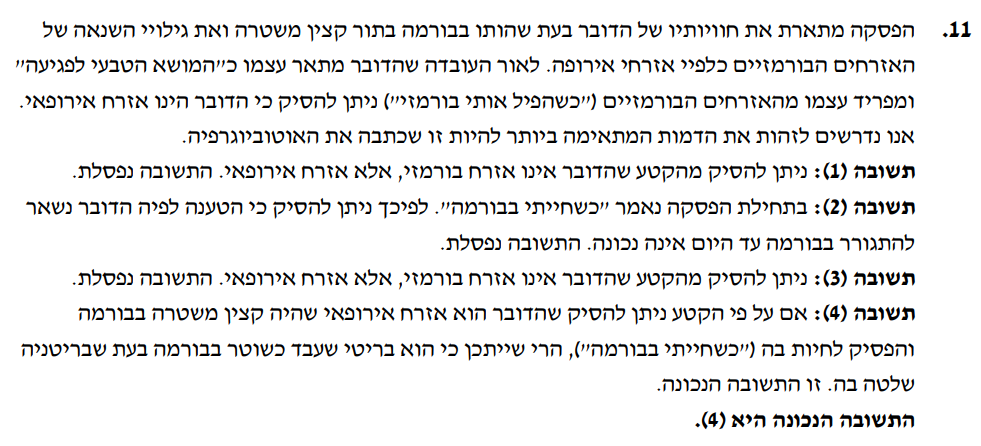 11. הפסקה מתארת את חוויותיו של הדובר בעת שהותו בבורמה בתור קצין משטרה ואת גילויי השנאה של
האזרחים הבורמזיים כלפיי אזרחי אירופה. לאור העובדה שהדובר מתאר עצמו כ"המושא הטבעי לפגיעה"
ומפריד עצמו מהאזרחים הבורמזיים ("כשהפיל אותי בורמזי") ניתן להסיק כי הדובר הינו אזרח אירופאי.
אנו נדרשים לזהות את הדמות המתאימה ביותר להיות זו שכתבה את האוטוביוגרפיה.
תשובה (1): ניתן להסיק מהקטע שהדובר אינו אזרח בורמזי, אלא אזרח אירופאי. התשובה נפסלת.
תשובה (2): בתחילת הפסקה נאמר "כשחייתי בבורמה". לפיכך ניתן להסיק כי הטענה לפיה הדובר נשאר
להתגורר בבורמה עד היום אינה נכונה. התשובה נפסלת.
תשובה (3): ניתן להסיק מהקטע שהדובר אינו אזרח בורמזי, אלא אזרח אירופאי. התשובה נפסלת.
תשובה (4): אם על פי הקטע ניתן להסיק שהדובר הוא אזרח אירופאי שהיה קצין משטרה בבורמה
והפסיק לחיות בה ("כשחייתי בבורמה"), הרי שייתכן כי הוא בריטי שעבד כשוטר בבורמה בעת שבריטניה
שלטה בה. זו התשובה הנכונה.
התשובה הנכונה היא (4).